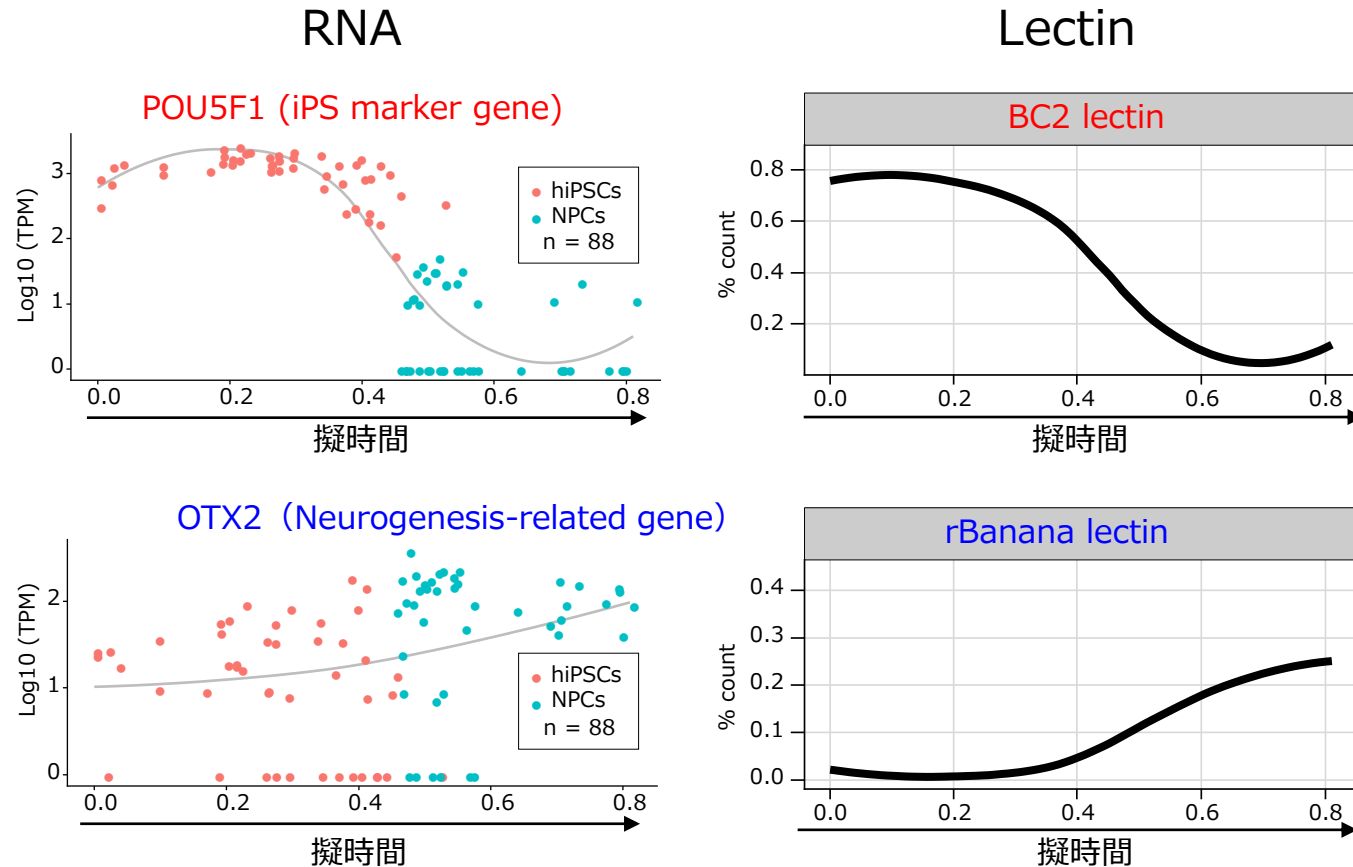 RNA
Lectin
POU5F1 (iPS marker gene)
BC2 lectin
Log10 (TPM)
3
2
1
0
hiPSCs
NPCs
n = 88
0.0 0.2 0.4 0.6 0.8
擬時間
% count
0.8
0.6
0.4
0.2
0.0 0.2 0.4 0.6 0.8
擬時間
OTX2（Neurogenesis-related gene）
rBanana lectin
Log10 (TPM)
2
1
0
hiPSCs
NPCs
n = 88
0.0 0.2 0.4 0.6 0.8
擬時間
% count
0.4
0.3
0.2
0.1
0.0
0.0 0.2 0.4 0.6 0.8
擬時間